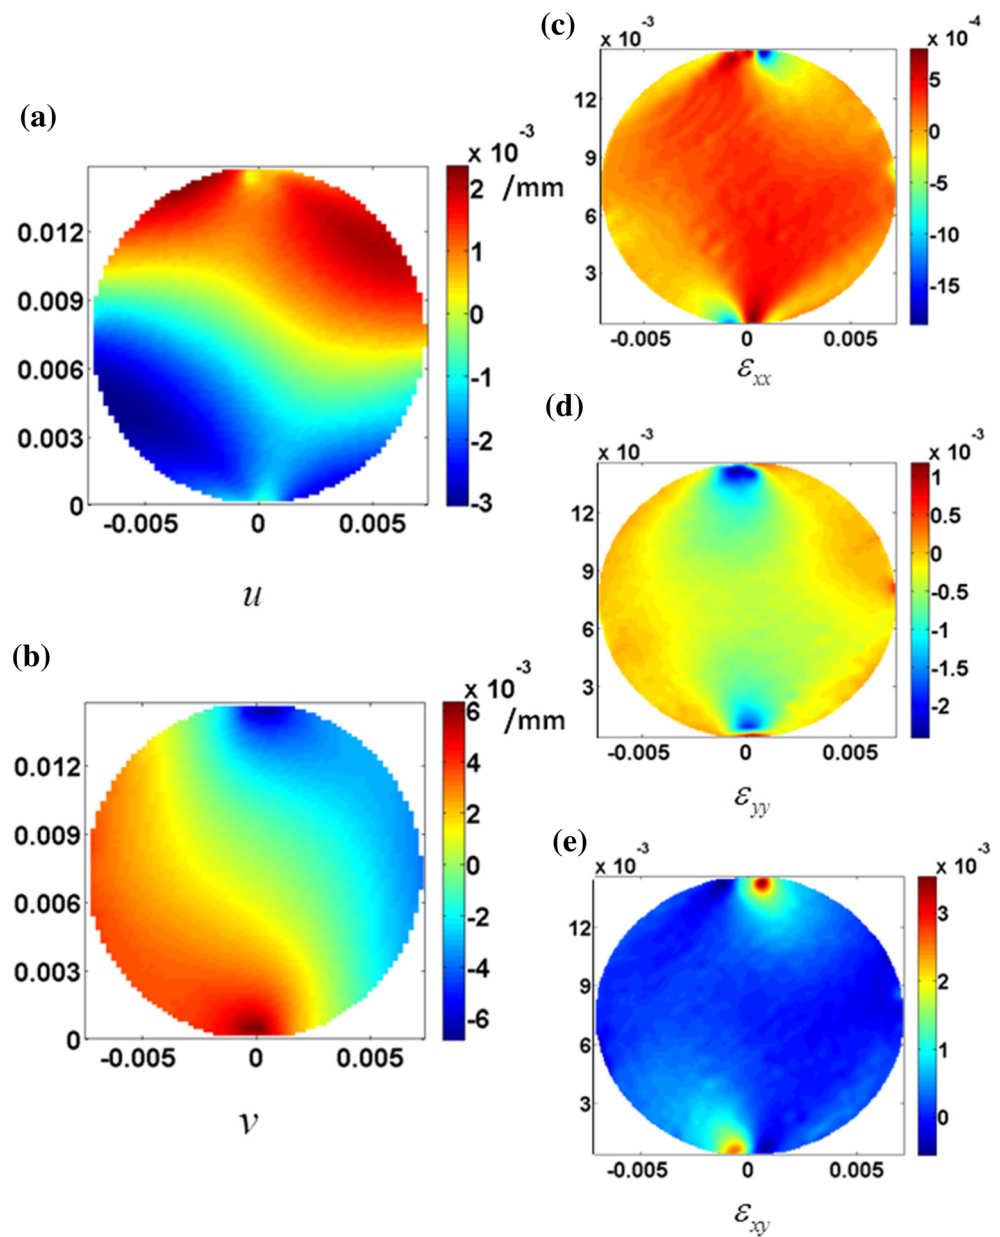 (a)
x 10⁻³
/mm
2
1
0
-1
-2
-3
0.012
0.009
0.006
0.003
0
-0.005 0 0.005
u
(b)
x 10⁻³
/mm
6
4
2
0
-2
-4
-6
0.012
0.009
0.006
0.003
0
-0.005 0 0.005
v
(c)
x 10⁻³
x 10⁻⁴
12
9
6
3
5
0
-5
-10
-15
-0.005 0 0.005
εxx
(d)
x 10⁻³
x 10⁻³
12
9
6
3
1
0.5
0
-0.5
-1
-1.5
-2
-0.005 0 0.005
εyy
(e)
x 10⁻³
x 10⁻³
12
9
6
3
3
2
1
0
-0.005 0 0.005
εxy